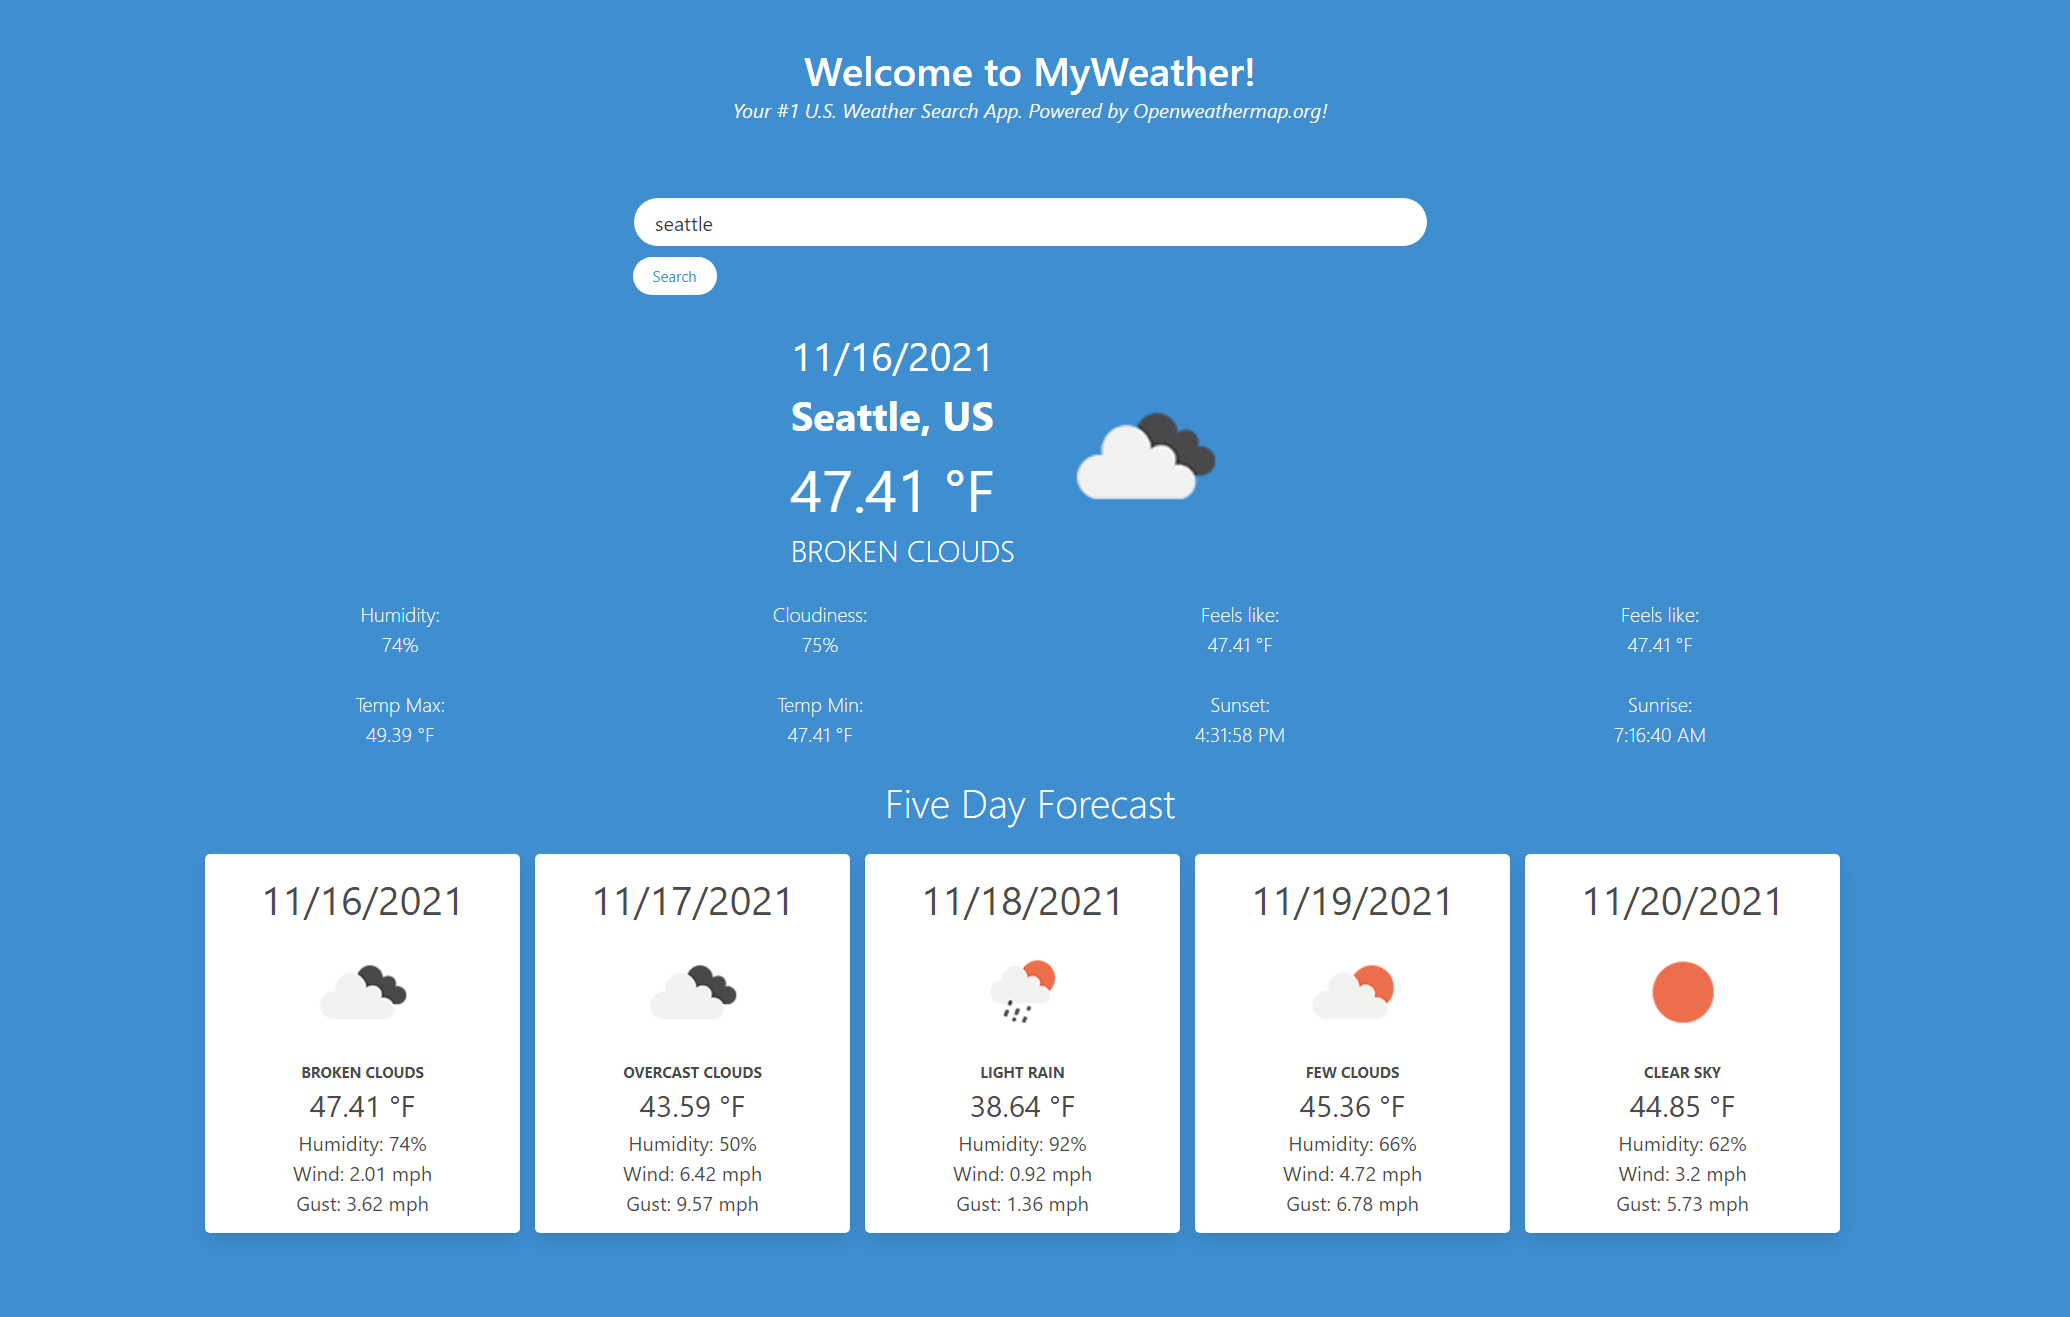 Welcome to MyWeather!
Your #1 U.S. Weather Search App. Powered by Openweathermap.org!
seattle
Search
11/16/2021
Seattle, US
47.41 °F
BROKEN CLOUDS
Humidity:
74%
Cloudiness:
75%
Feels like:
47.41 °F
Feels like:
47.41 °F
Temp Max:
49.39 °F
Temp Min:
47.41 °F
Sunset:
4:31:58 PM
Sunrise:
7:16:40 AM
Five Day Forecast
11/16/2021
BROKEN CLOUDS
47.41 °F
Humidity: 74%
Wind: 2.01 mph
Gust: 3.62 mph
11/17/2021
OVERCAST CLOUDS
43.59 °F
Humidity: 50%
Wind: 6.42 mph
Gust: 9.57 mph
11/18/2021
LIGHT RAIN
38.64 °F
Humidity: 92%
Wind: 0.92 mph
Gust: 1.36 mph
11/19/2021
FEW CLOUDS
45.36 °F
Humidity: 66%
Wind: 4.72 mph
Gust: 6.78 mph
11/20/2021
CLEAR SKY
44.85 °F
Humidity: 62%
Wind: 3.2 mph
Gust: 5.73 mph